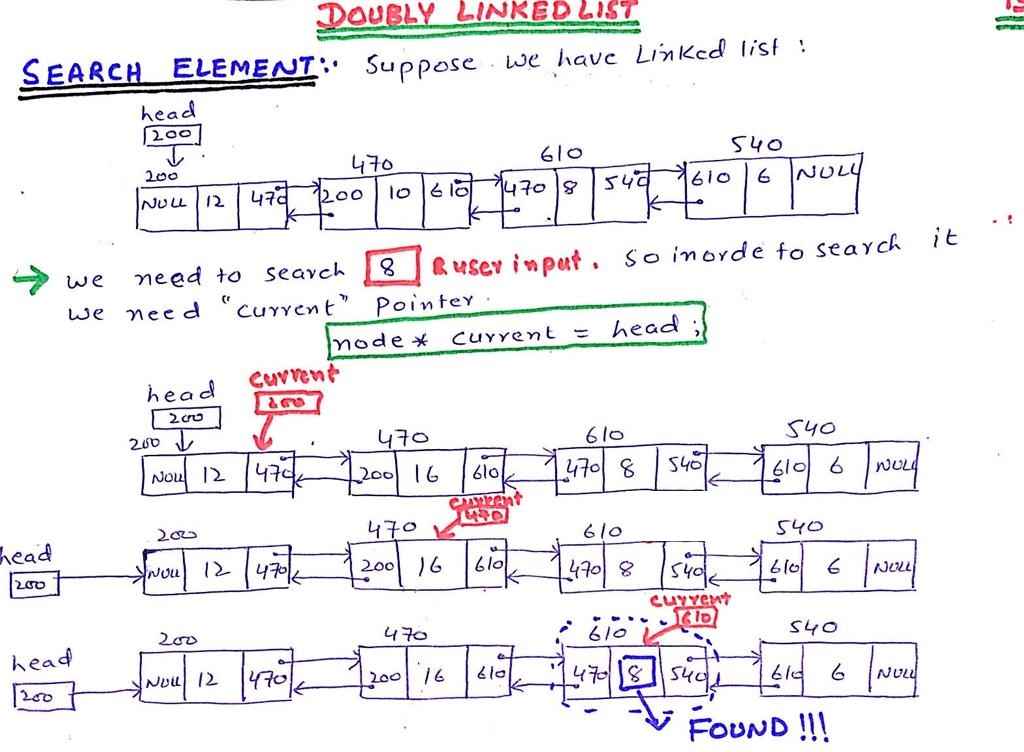 DOUBLY LINKED LIST
SEARCH ELEMENT:. Suppose we have Linked list :
head
200
200 470 610 540
NULL 12 470 200 10 610 470 8 540 610 6 NULL
→ we need to search 8 user input. so inorde to search it
we need "current" Pointer.
node* current = head;
head current
200 200
200 470 610 540
NULL 12 470 200 16 610 470 8 540 610 6 NULL
current
470
head 200 470 610 540
200 NULL 12 470 200 16 610 470 8 540 610 6 NULL
current
610
head 200 470 610 540
200 NULL 12 470 200 16 610 470 8 540 610 6 NULL
FOUND !!!